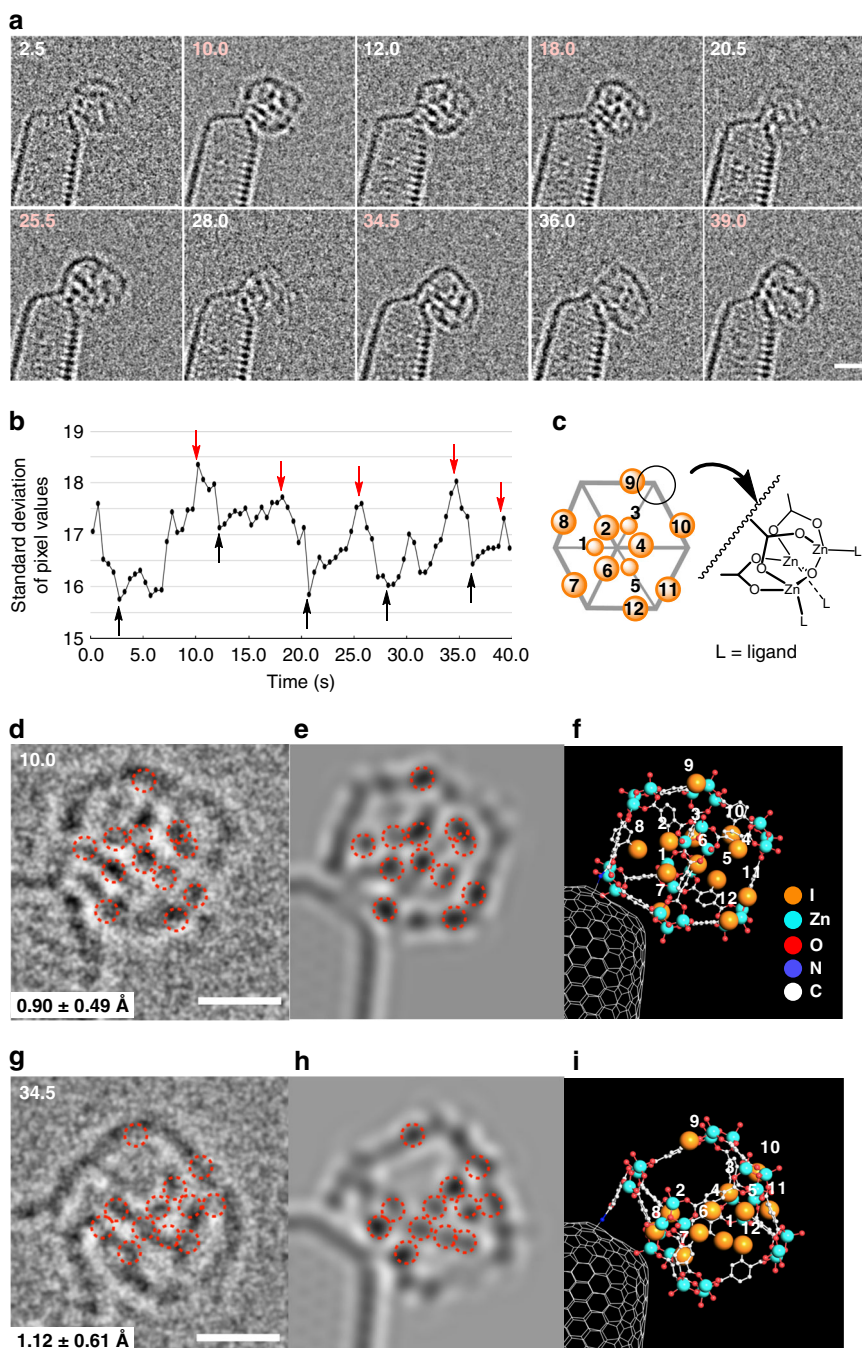 a
2.5 10.0 12.0 18.0 20.5
25.5 28.0 34.5 36.0 39.0
b
19
18
17
16
15
Standard deviation
of pixel values
0.0 5.0 10.0 15.0 20.0 25.0 30.0 35.0 40.0
Time (s)
c
9
3
8 2 10
1 4
6
7 5 11
12
O
O
O Zn L
Zn O
O L
O Zn
L
L = ligand
d
10.0
0.90 ± 0.49 Å
e
f
9
10
3
8 2 4
6
1 5
7 11
12
I
Zn
O
N
C
g
34.5
1.12 ± 0.61 Å
h
i
9
10
3
2 4 5 11
8 6 1
7 12